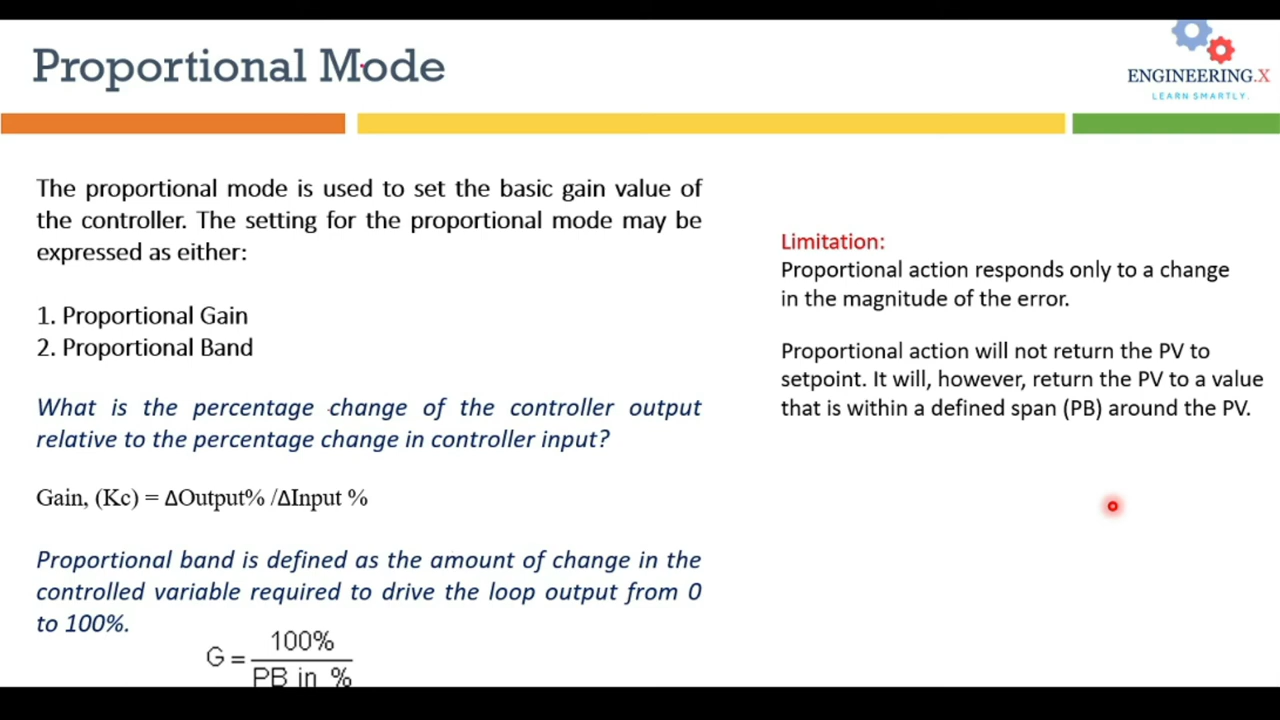 Proportional Mode
ENGINEERING.X
LEARN SMARTLY.
The proportional mode is used to set the basic gain value of
the controller. The setting for the proportional mode may be
expressed as either:
1. Proportional Gain
2. Proportional Band
What is the percentage change of the controller output
relative to the percentage change in controller input?
Gain, (Kc) = ΔOutput% /ΔInput %
Proportional band is defined as the amount of change in the
controlled variable required to drive the loop output from 0
to 100%.
G = 100%
PB in %
Limitation:
Proportional action responds only to a change
in the magnitude of the error.
Proportional action will not return the PV to
setpoint. It will, however, return the PV to a value
that is within a defined span (PB) around the PV.